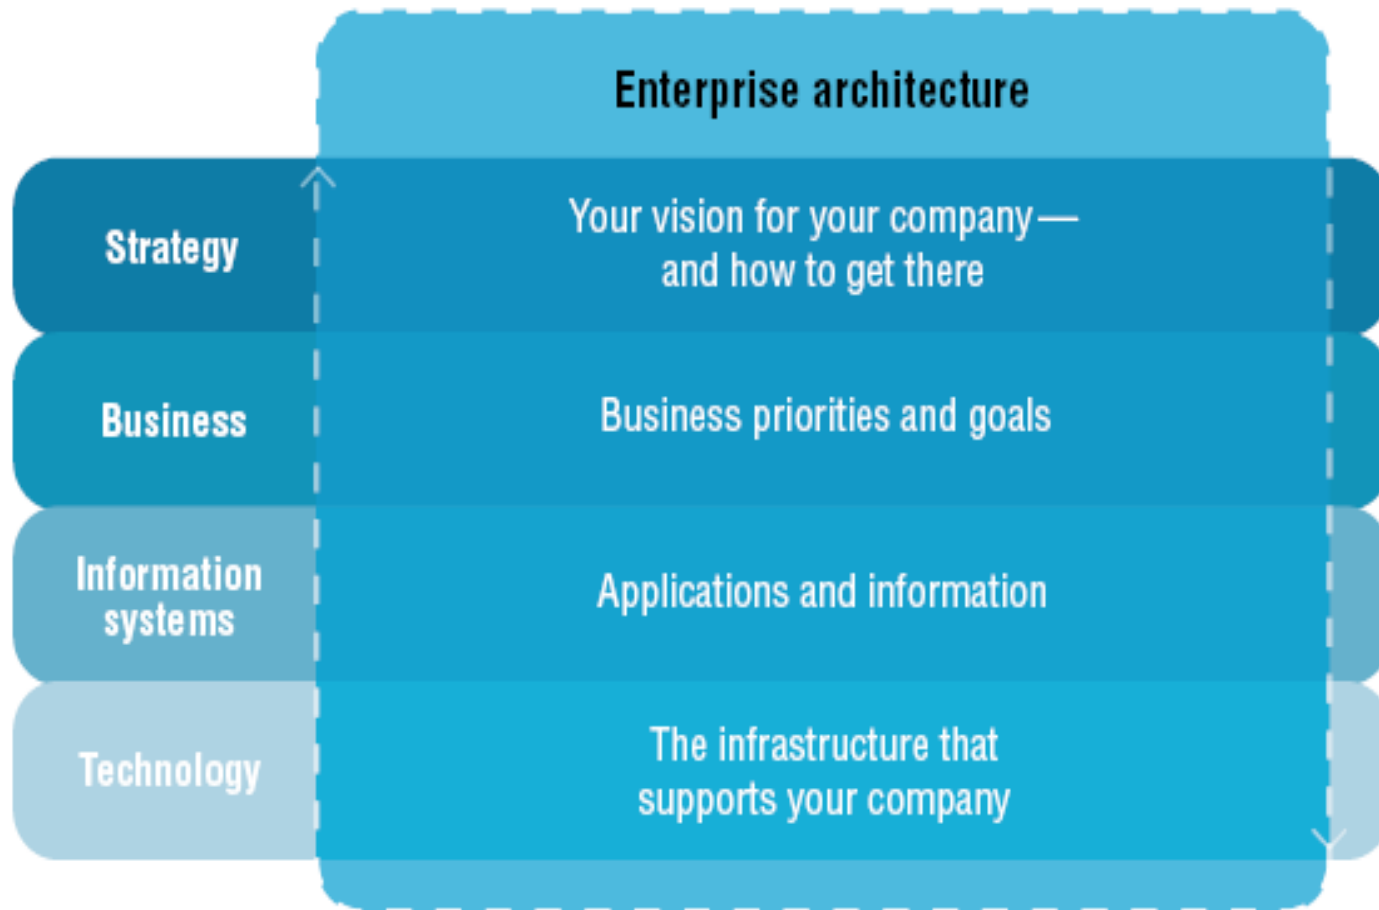 Enterprise architecture
Strategy
Your vision for your company—
and how to get there
Business
Business priorities and goals
Information
systems
Applications and information
Technology
The infrastructure that
supports your company